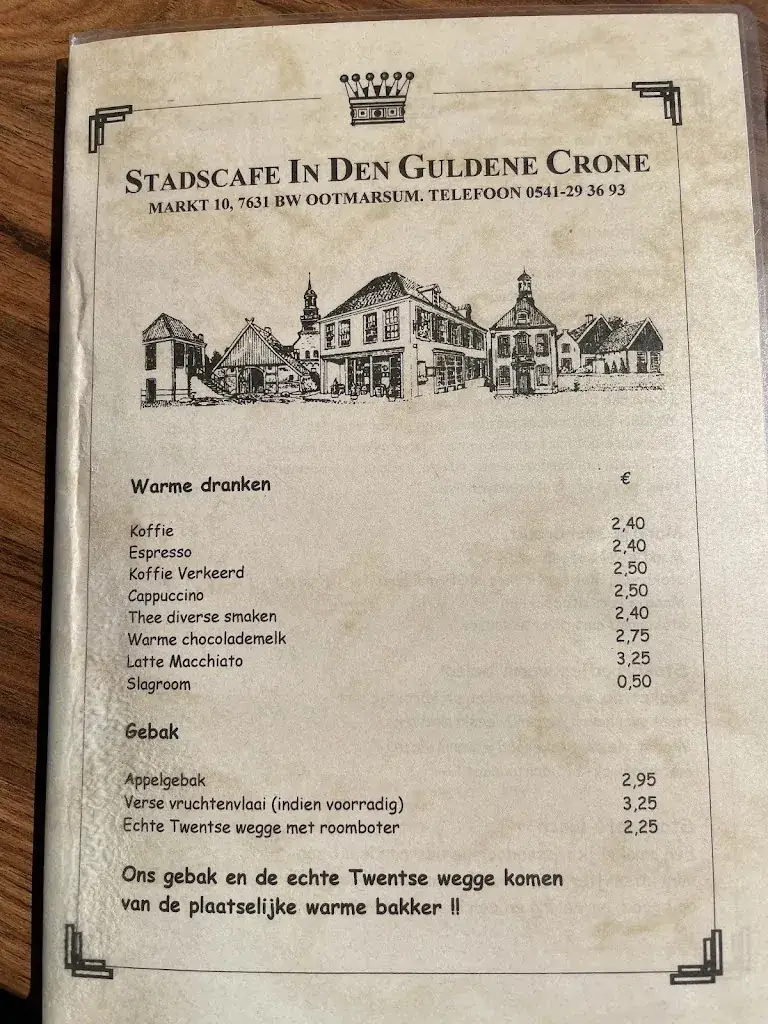 STADSCAFE IN DEN GULDENE CRONE
MARKT 10, 7631 BW OOTMARSUM. TELEFOON 0541-29 36 93
Warme dranken €
Koffie 2,40
Espresso 2,40
Koffie Verkeerd 2,50
Cappuccino 2,50
Thee diverse smaken 2,40
Warme chocolademelk 2,75
Latte Macchiato 3,25
Slagroom 0,50
Gebak
Appelgebak 2,95
Verse vruchtenvlaai (indien voorradig) 3,25
Echte Twentse wegge met roomboter 2,25
Ons gebak en de echte Twentse wegge komen
van de plaatselijke warme bakker !!